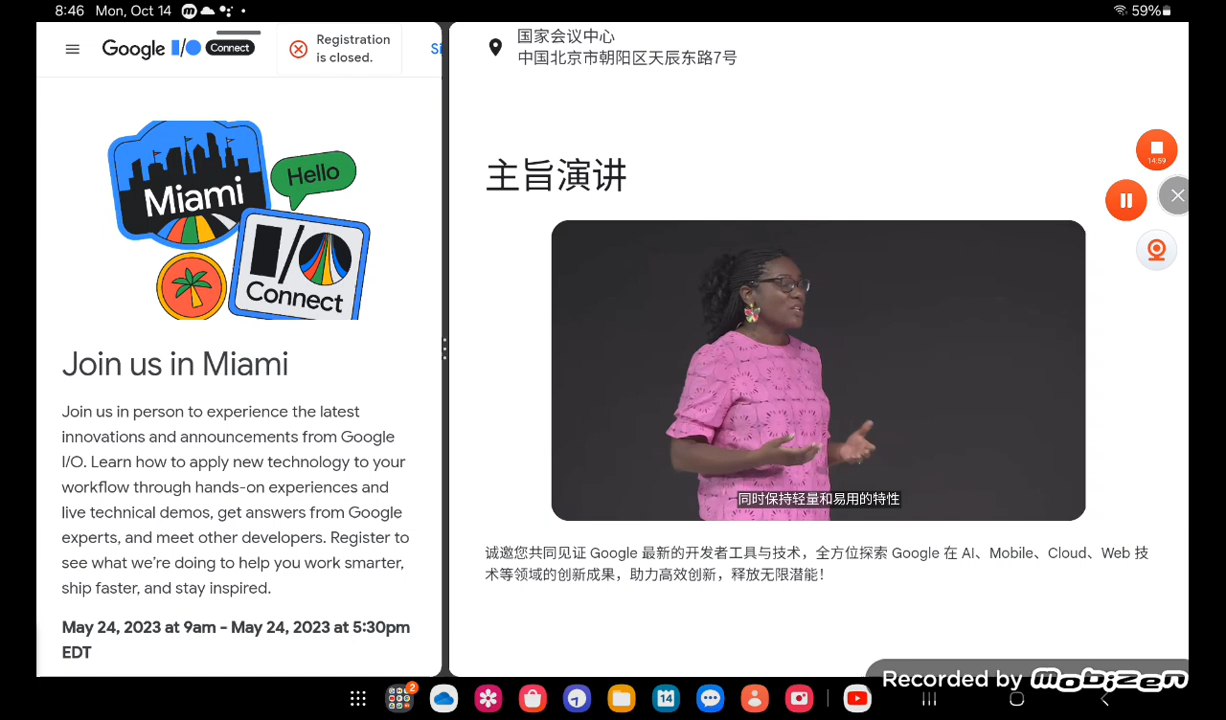 8:46 Mon, Oct 14
59%
Google I/O Connect
Registration
is closed.
Si
Miami
Hello
I/O
Connect
Join us in Miami
Join us in person to experience the latest
innovations and announcements from Google
I/O. Learn how to apply new technology to your
workflow through hands-on experiences and
live technical demos, get answers from Google
experts, and meet other developers. Register to
see what we’re doing to help you work smarter,
ship faster, and stay inspired.
May 24, 2023 at 9am - May 24, 2023 at 5:30pm
EDT
国家会议中心
中国北京市朝阳区天辰东路7号
主旨演讲
同时保持轻量和易用的特性
诚邀您共同见证 Google 最新的开发者工具与技术，全方位探索 Google 在 AI、Mobile、Cloud、Web 技
术等领域的创新成果，助力高效创新，释放无限潜能！
14:59
2
14
Recorded by mobizen